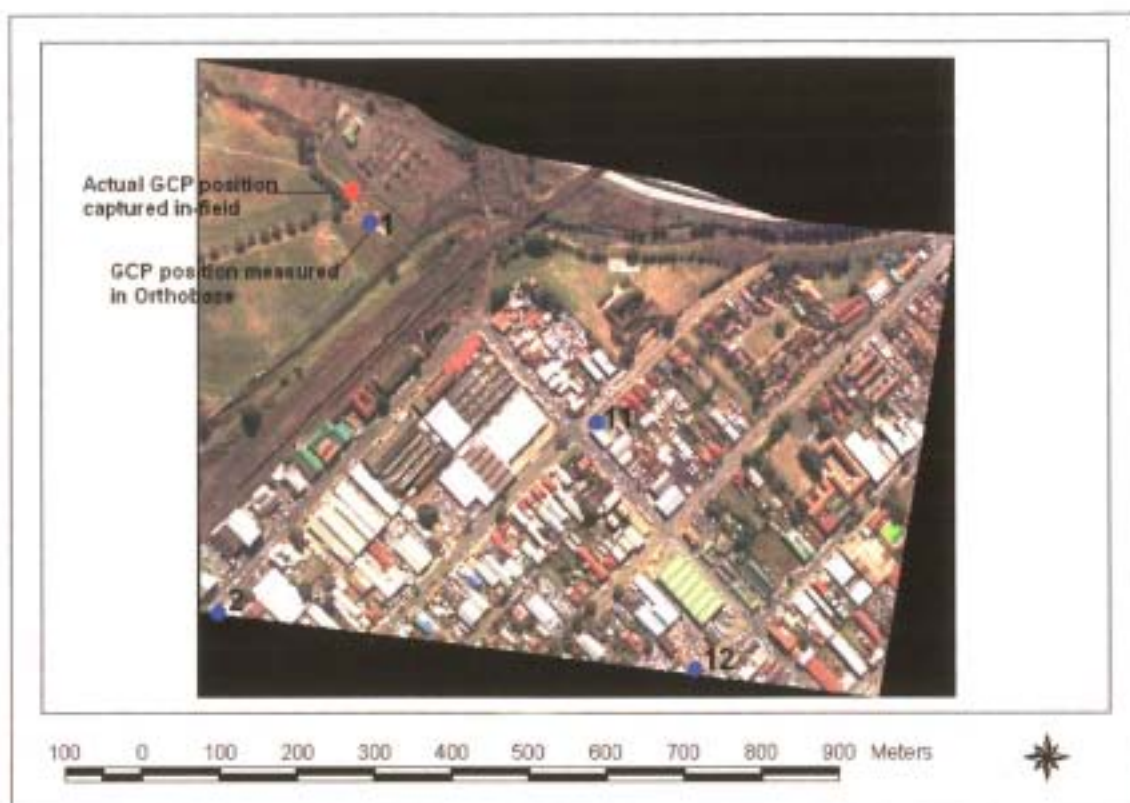 Actual GCP position
captured in-field
1
GCP position measured
in Orthobase
11
2
12
100 0 100 200 300 400 500 600 700 800 900 Meters